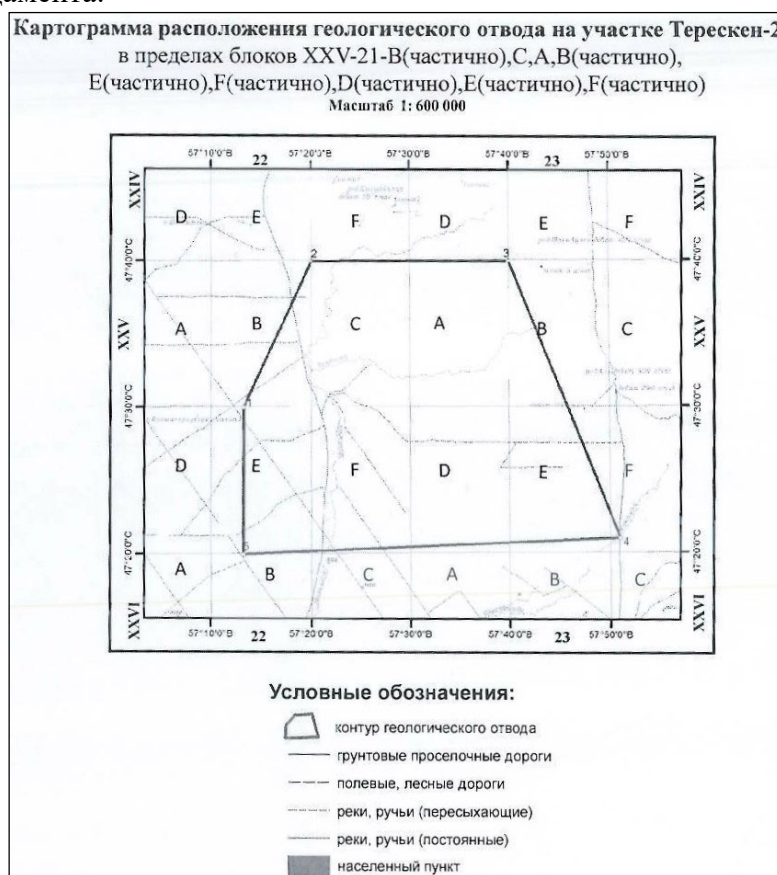 дамента.
Картограмма расположения геологического отвода на участке Терескен-2
в пределах блоков XXV-21-В(частично),С,А,В(частично),
Е(частично),F(частично),D(частично),Е(частично),F(частично)
Масштаб 1: 600 000
57°10'0"В 22 57°20'0"В 57°30'0"В 57°40'0"В 23 57°50'0"В
XXIV XXIV
D E F D E F
47°40'0"С 2 3 47°40'0"С
XXV A B C A B C XXV
47°30'0"С 1 47°30'0"С
D E F D E F
47°20'0"С 5 4 47°20'0"С
A B C A B C
XXVI XXVI
57°10'0"В 22 57°20'0"В 57°30'0"В 57°40'0"В 23 57°50'0"В
Условные обозначения:
контур геологического отвода
грунтовые проселочные дороги
полевые, лесные дороги
реки, ручьи (пересыхающие)
реки, ручьи (постоянные)
населенный пункт